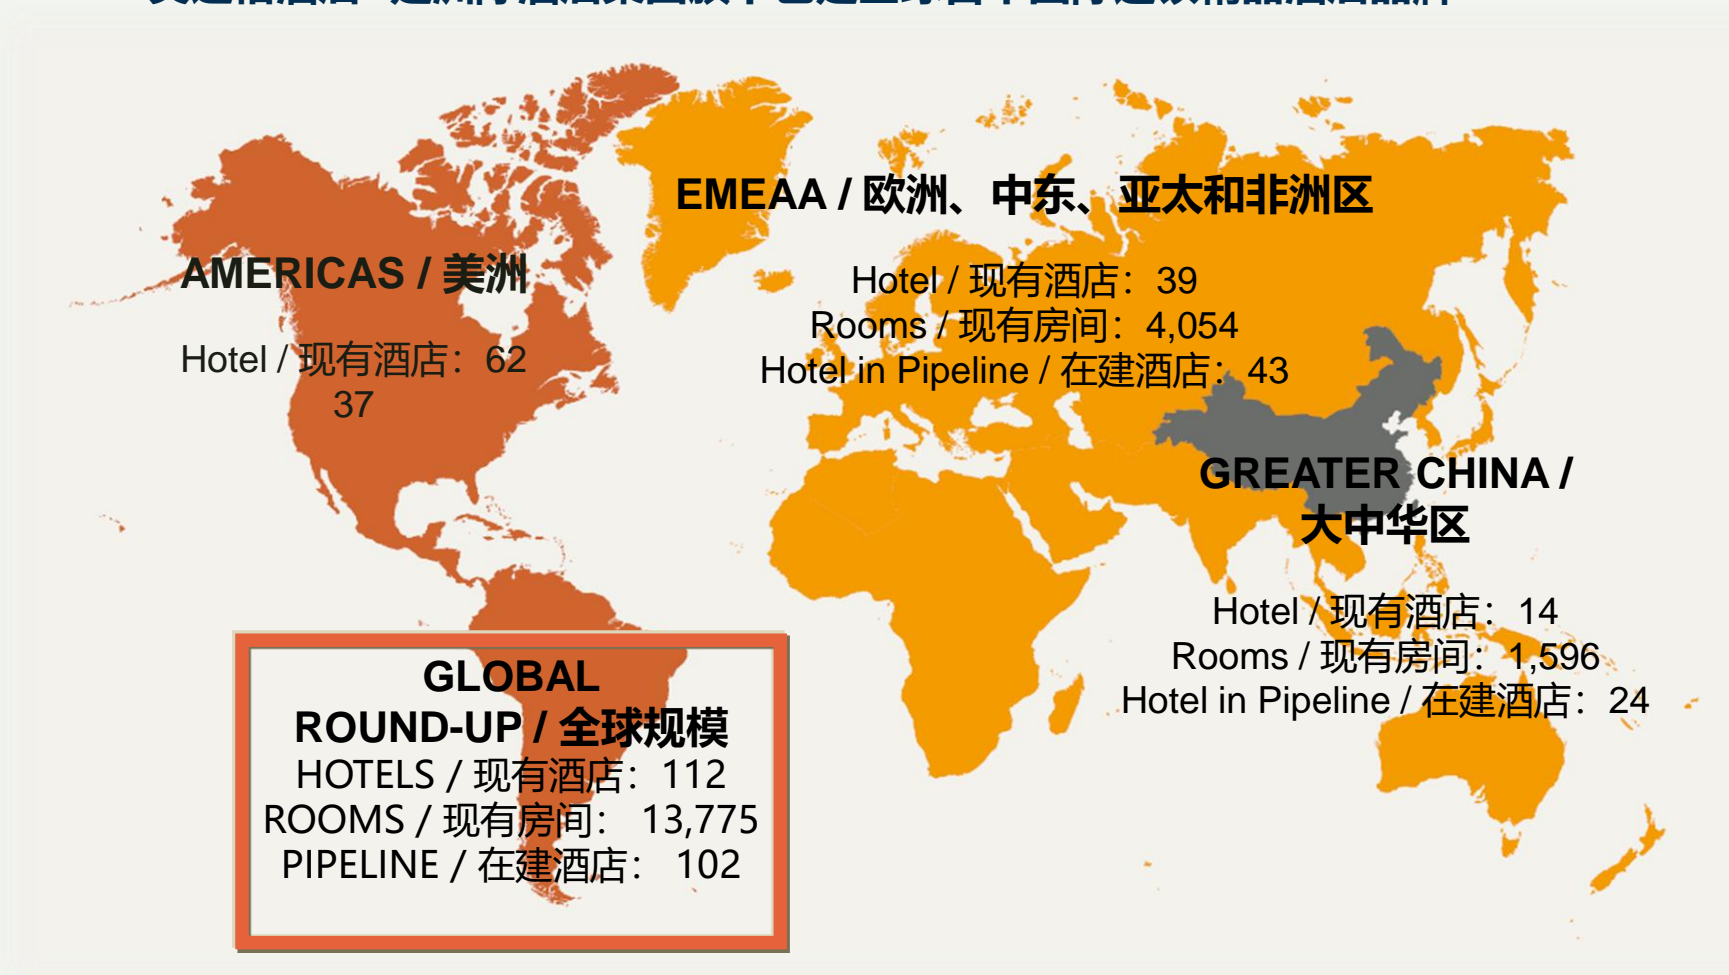 AMERICAS / 美洲
Hotel / 现有酒店：62
37
EMEAA / 欧洲、中东、亚太和非洲区
Hotel / 现有酒店：39
Rooms / 现有房间：4,054
Hotel in Pipeline / 在建酒店：43
GREATER CHINA /
大中华区
Hotel / 现有酒店：14
Rooms / 现有房间：1,596
Hotel in Pipeline / 在建酒店：24
GLOBAL
ROUND-UP / 全球规模
HOTELS / 现有酒店：112
ROOMS / 现有房间： 13,775
PIPELINE / 在建酒店： 102